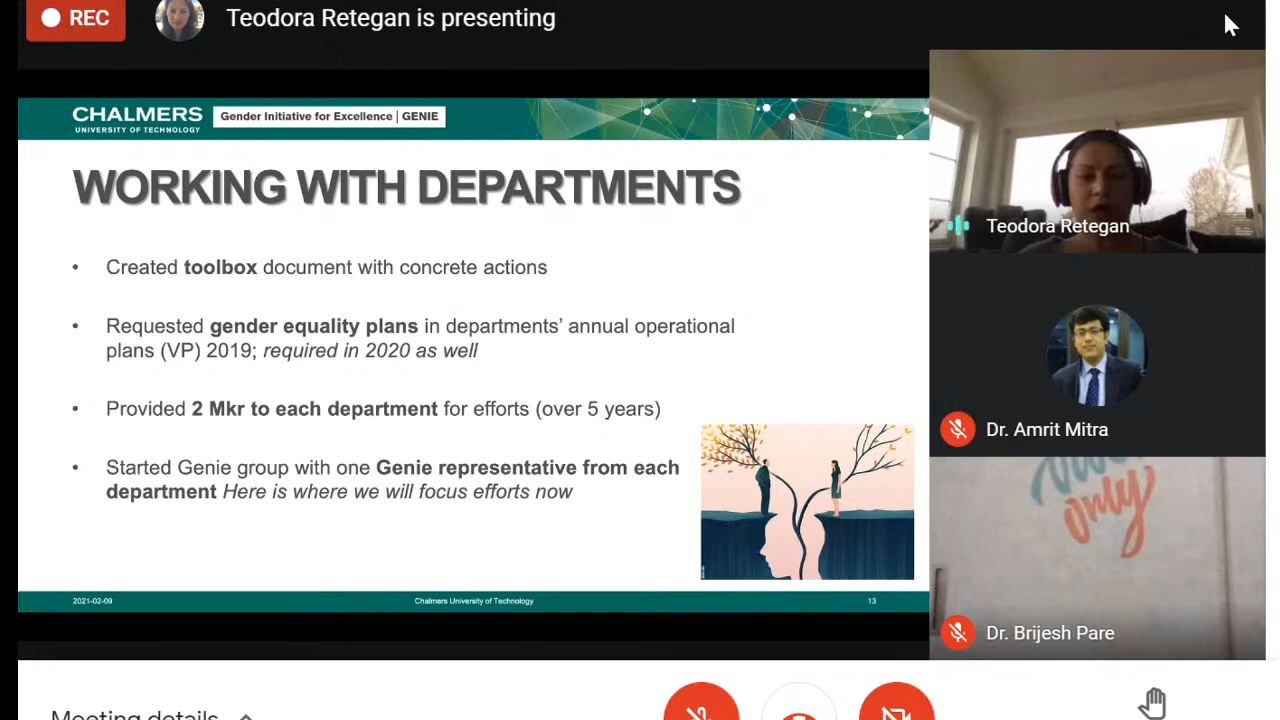 REC
Teodora Retegan is presenting
CHALMERS
UNIVERSITY OF TECHNOLOGY
Gender Initiative for Excellence | GENIE
WORKING WITH DEPARTMENTS
• Created toolbox document with concrete actions
• Requested gender equality plans in departments’ annual operational
plans (VP) 2019; required in 2020 as well
• Provided 2 Mkr to each department for efforts (over 5 years)
• Started Genie group with one Genie representative from each
department Here is where we will focus efforts now
2021-02-09
Chalmers University of Technology
13
Teodora Retegan
Dr. Amrit Mitra
only
Dr. Brijesh Pare
Meeting details